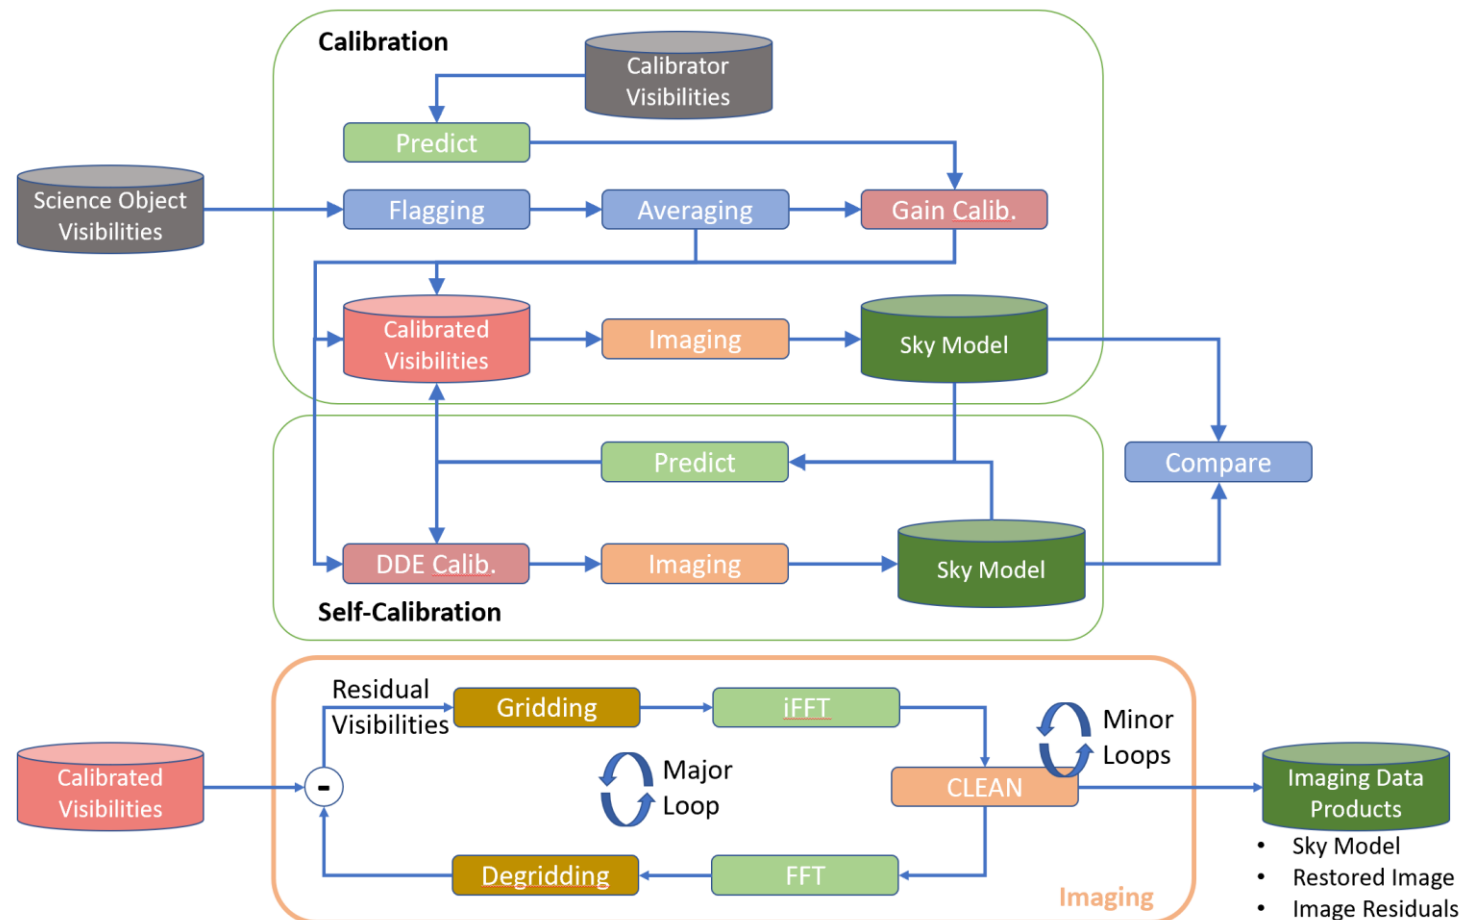 Calibration
Calibrator
Visibilities
Predict
Science Object
Visibilities
Flagging
Averaging
Gain Calib.
Calibrated
Visibilities
Imaging
Sky Model
Predict
Compare
DDE Calib.
Imaging
Sky Model
Self-Calibration
Residual
Visibilities
Gridding
iFFT
Minor
Loops
Calibrated
Visibilities
-
Major
Loop
CLEAN
Imaging Data
Products
Degridding
FFT
Imaging
• Sky Model
• Restored Image
• Image Residuals